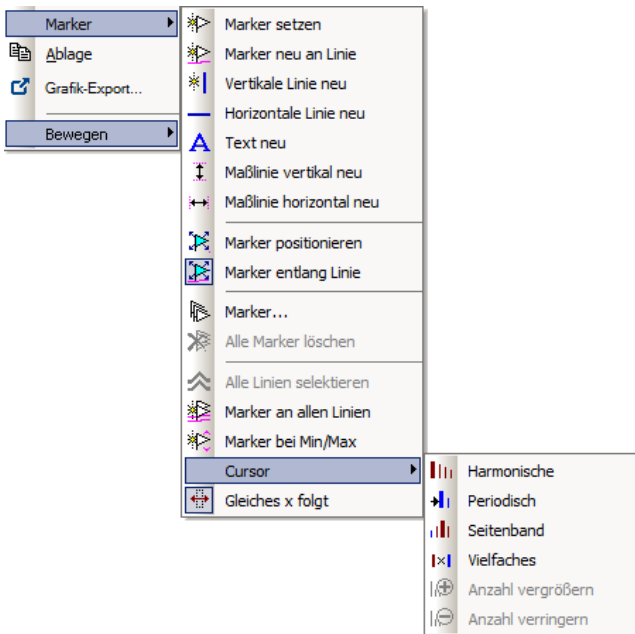 Marker
Ablage
Grafik-Export...
Bewegen
Marker setzen
Marker neu an Linie
Vertikale Linie neu
Horizontale Linie neu
Text neu
Maßlinie vertikal neu
Maßlinie horizontal neu
Marker positionieren
Marker entlang Linie
Marker...
Alle Marker löschen
Alle Linien selektieren
Marker an allen Linien
Marker bei Min/Max
Cursor
Gleiches x folgt
Harmonische
Periodisch
Seitenband
Vielfaches
Anzahl vergrößern
Anzahl verringern